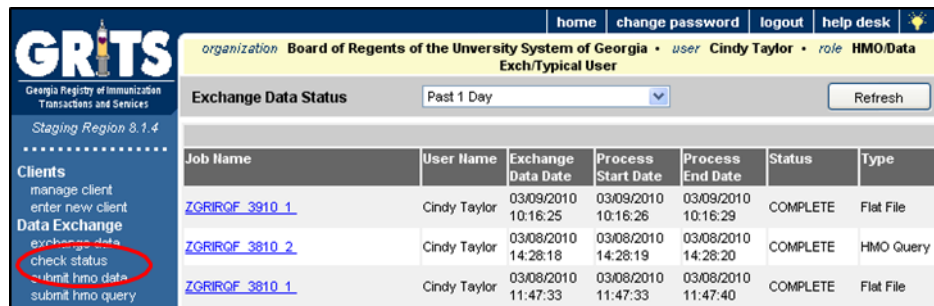 home change password logout help desk
GRITS
Georgia Registry of Immunization
Transactions and Services
Staging Region 8.1.4
organization Board of Regents of the Unversity System of Georgia • user Cindy Taylor • role HMO/Data
Exch/Typical User
Exchange Data Status Past 1 Day Refresh
Clients
manage client
enter new client
Data Exchange
exchange data
check status
submit hmo data
submit hmo query
Job Name User Name Exchange Data Date Process Start Date Process End Date Status Type
ZGRIRQF_3910_1 Cindy Taylor 03/09/2010 10:16:25 03/09/2010 10:16:26 03/09/2010 10:16:29 COMPLETE Flat File
ZGRIRQF_3810_2 Cindy Taylor 03/08/2010 14:28:18 03/08/2010 14:28:19 03/08/2010 14:28:20 COMPLETE HMO Query
ZGRIRQF_3810_1 Cindy Taylor 03/08/2010 11:47:33 03/08/2010 11:47:33 03/08/2010 11:47:40 COMPLETE Flat File